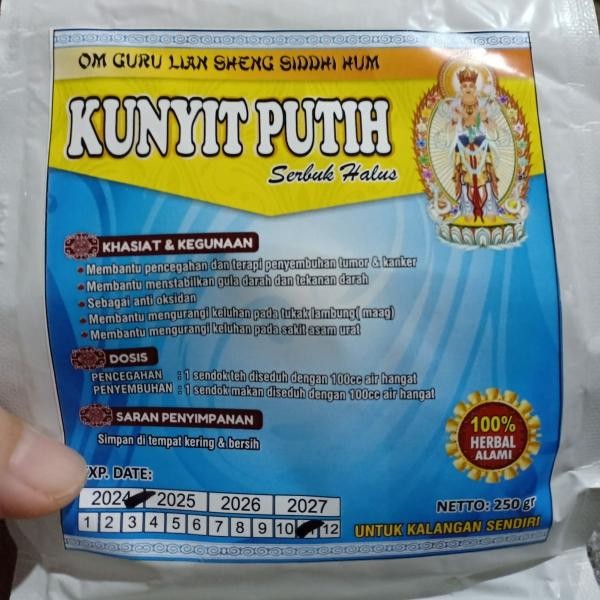 OM GURU LIAN SHENG SIDDHI HUM
KUNYIT PUTIH
Serbuk Halus
KHASIAT & KEGUNAAN
Membantu pencegahan dan terapi penyembuhan tumor & kanker
Membantu menstabilkan gula darah dan tekanan darah
Sebagai anti oksidan
Membantu mengurangi keluhan pada tukak lambung( maag)
Membantu mengurangi keluhan pada sakit asam urat
DOSIS
PENCEGAHAN : 1 sendok teh diseduh dengan 100cc air hangat
PENYEMBUHAN : 1 sendok makan diseduh dengan 100cc air hangat
SARAN PENYIMPANAN
Simpan di tempat kering & bersih
100%
HERBAL
ALAMI
EXP. DATE:
2024 2025 2026 2027
1 2 3 4 5 6 7 8 9 10 11 12
NETTO: 250 gr
UNTUK KALANGAN SENDIRI